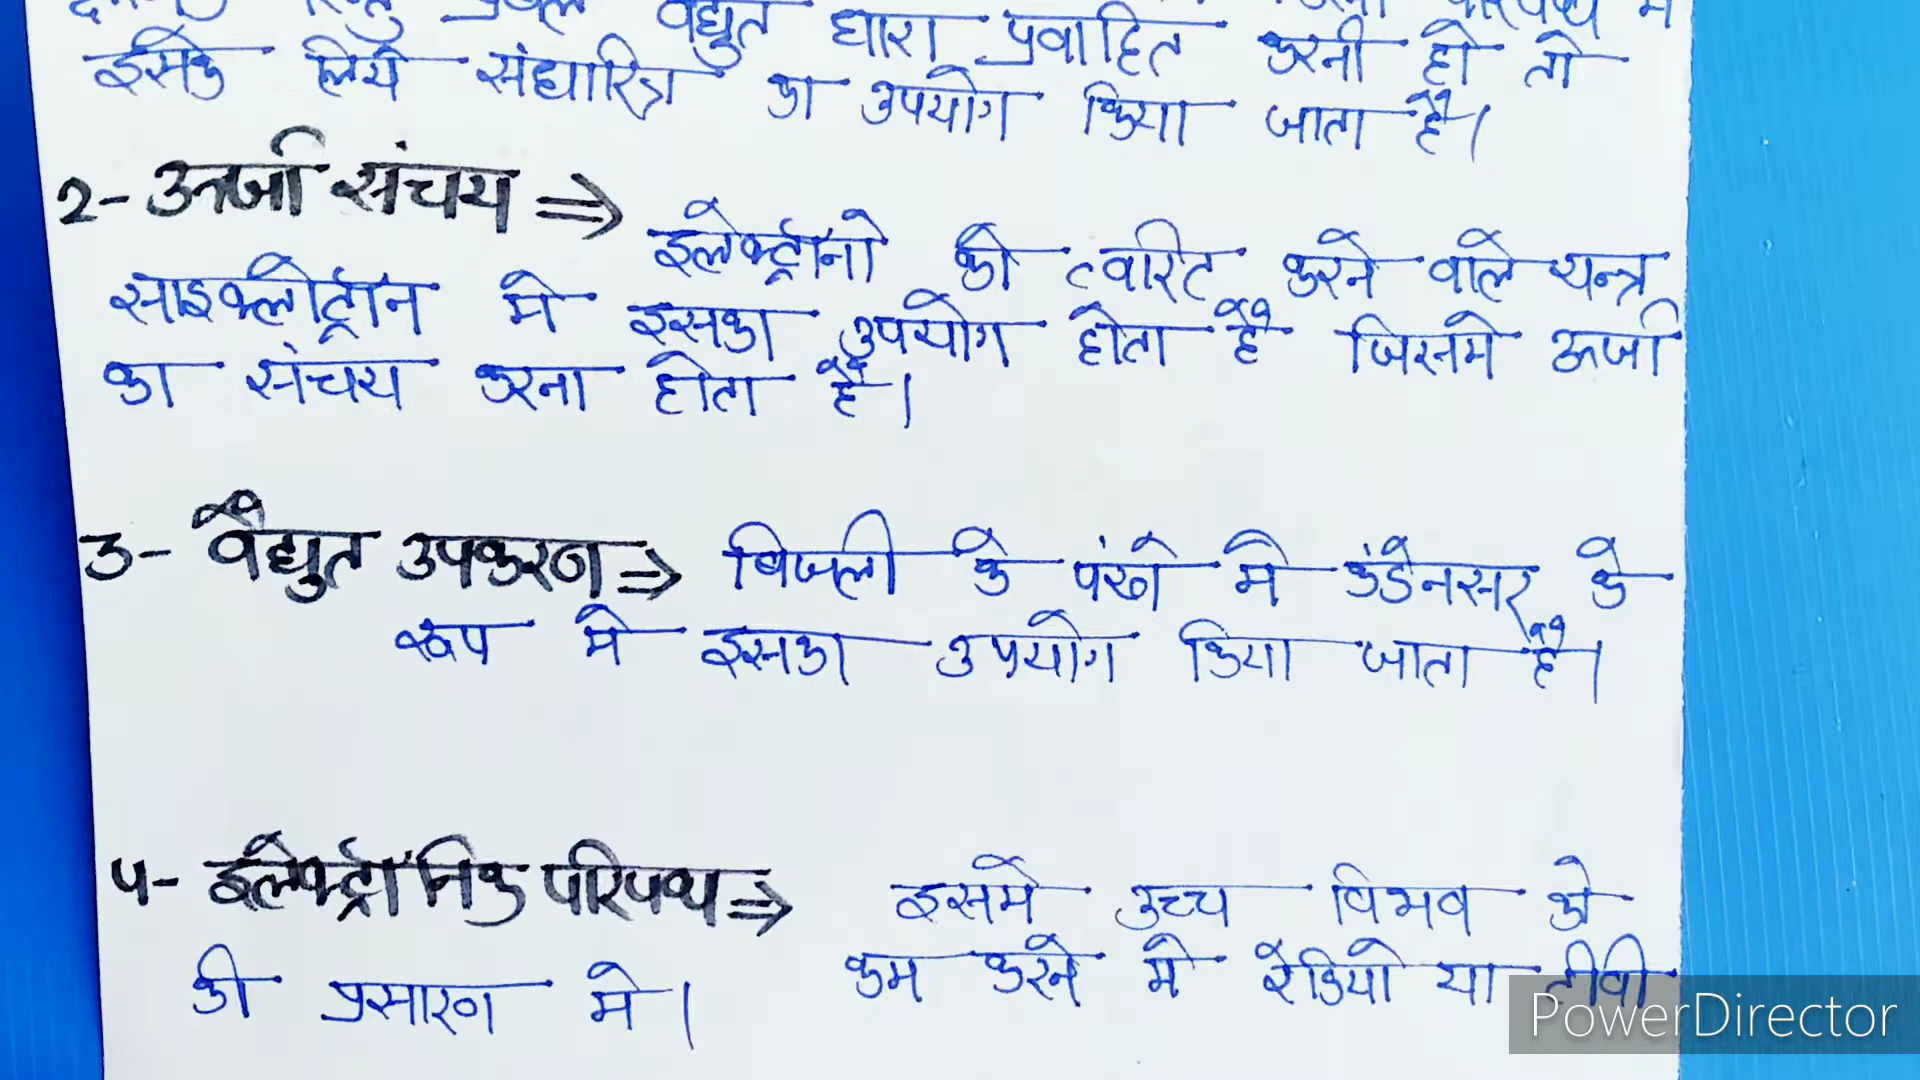 वैद्युत धारा प्रवाहित करनी हो तो
इसके लिये संधारित्र का उपयोग किया जाता है।
2- ऊर्जा संचय ⇒ इलेक्ट्रॉनो को त्वरित करने वाले यन्त्र
साइक्लोट्रॉन मे इसका उपयोग होता है जिसमे ऊर्जा
का संचय करना होता है।
3- वैद्युत उपकरण ⇒ बिजली के पंखे मे कंडेनसर के
रूप मे इसका उपयोग किया जाता है।
4- इलेक्ट्रॉनिक परिपथ ⇒ इसमे उच्च विभव को
कम करने मे रेडियो या टीवी
की प्रसारण मे।
PowerDirector